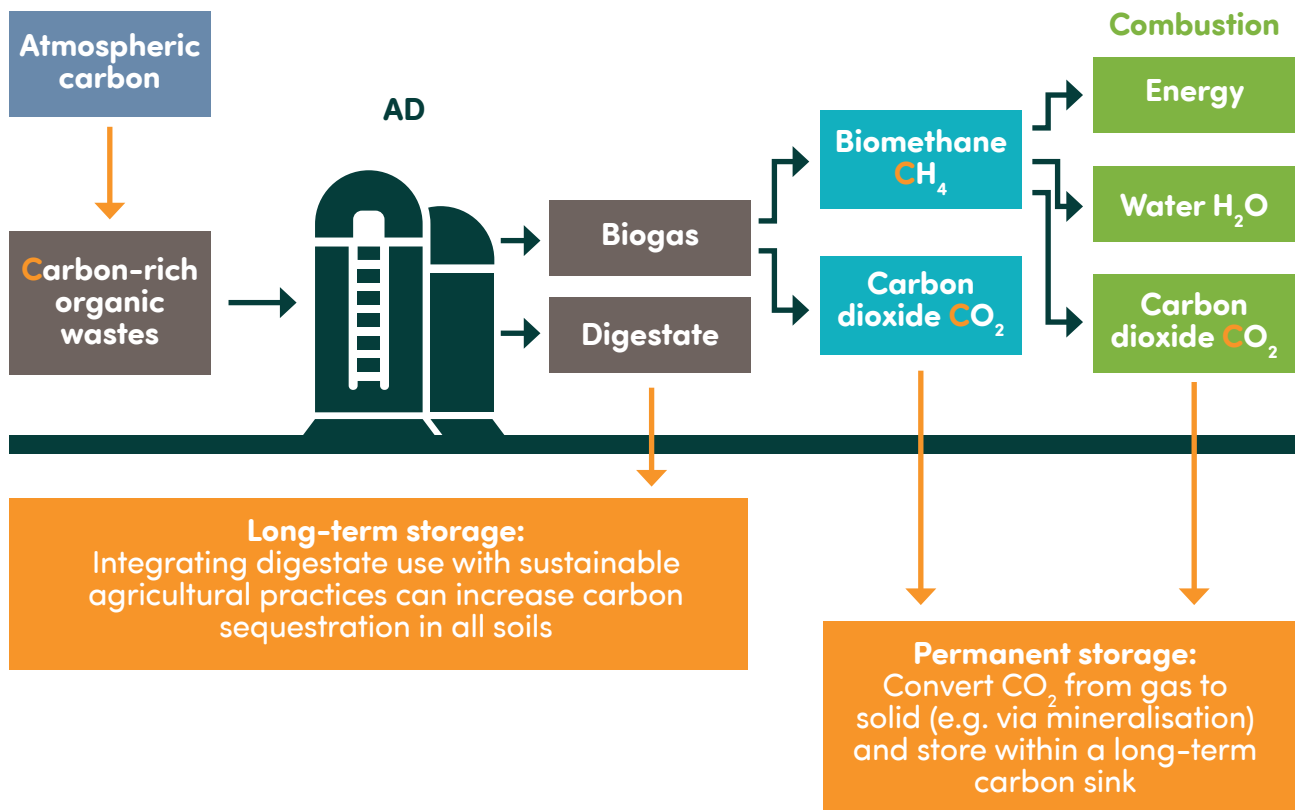 Atmospheric
carbon
Carbon-rich
organic
wastes
AD
Biogas
Digestate
Biomethane
CH₄
Carbon
dioxide CO₂
Combustion
Energy
Water H₂O
Carbon
dioxide CO₂
Long-term storage:
Integrating digestate use with sustainable
agricultural practices can increase carbon
sequestration in all soils
Permanent storage:
Convert CO₂ from gas to
solid (e.g. via mineralisation)
and store within a long-term
carbon sink